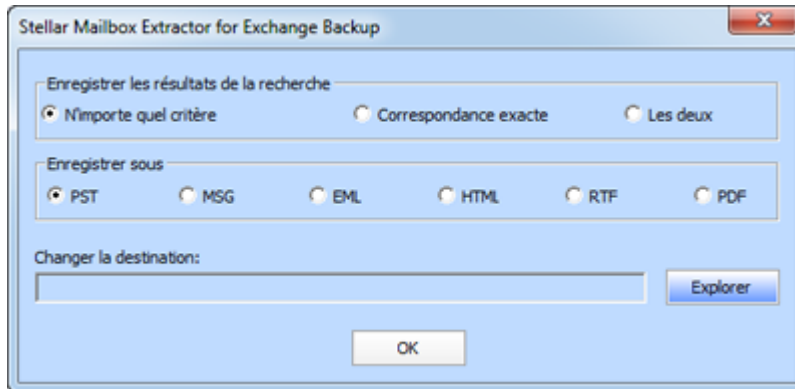 Stellar Mailbox Extractor for Exchange Backup
Enregistrer les résultats de la recherche
N'importe quel critère Correspondance exacte Les deux
Enregistrer sous
PST MSG EML HTML RTF PDF
Changer la destination:
Explorer
OK